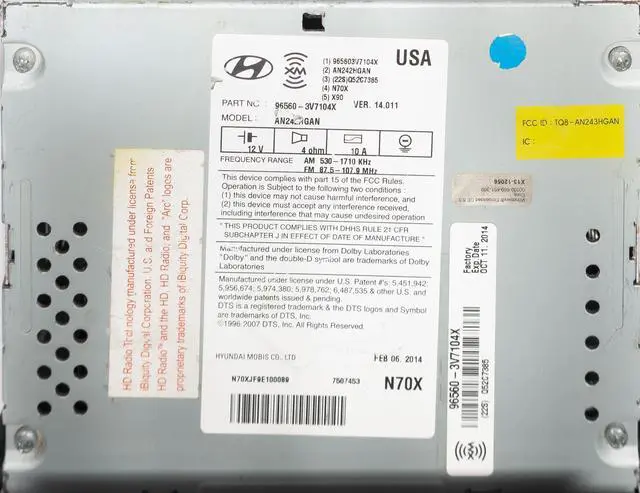 USA
XM
(1) 965603V7104X
(2) AN242HGAN
(3) (22S)Q52C7385
(4) N70X
(5) X90
PART NO : 96560-3V7104X VER. 14.011
MODEL : AN242HGAN
12 V 4 ohm 10 A
FREQUENCY RANGE AM 530-1710 KHz
FM 87.5-107.9 MHz
This device complies with part 15 of the FCC Rules.
Operation is Subject to the following two conditions :
(1) this device may not cause harmful interference, and
(2) this device must accept any interference received,
including interference that may cause undesired operation
"THIS PRODUCT COMPLIES WITH DHHS RULE 21 CFR
SUBCHAPTER J IN EFFECT OF DATE OF MANUFACTURE."
Manufactured under license from Dolby Laboratories
"Dolby" and the double-D symbol are trademarks of Dolby
Laboratories
Manufactured under license under U.S. Patent #'s: 5,451,942;
5,956,674; 5,974,380; 5,978,762; 6,487,535 & other U.S. and
worldwide patents issued & pending.
DTS is a registered trademark & the DTS logos and Symbol
are trademarks of DTS, Inc.
©1996-2007 DTS, Inc. All Rights Reserved.
HYUNDAI MOBIS CO., LTD FEB 06. 2014
N70XJF9E100089 7507453 N70X
HD Radio Technology manufactured under license from
iBiquity Digital Corporation. U.S. and Foreign Patents
HD Radio™ and the HD, HD Radio, and "Arc" logos are
proprietary trademarks of iBiquity Digital Corp.
FCC ID : TQ8-AN243HGAN
IC :
X15-12056
Factory
Exp Date
OCT 11. 2014
96560-3V7104X
(22S) Q52C7385